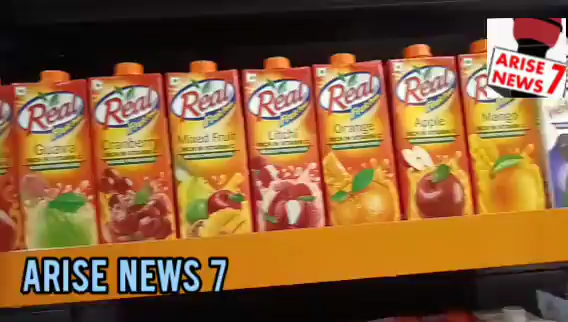 ARISE
NEWS 7
Real
Guava
Real
Cranberry
Real
Mixed Fruit
Real
Litchi
Real
Orange
Real
Apple
Real
Mango
ARISE NEWS 7